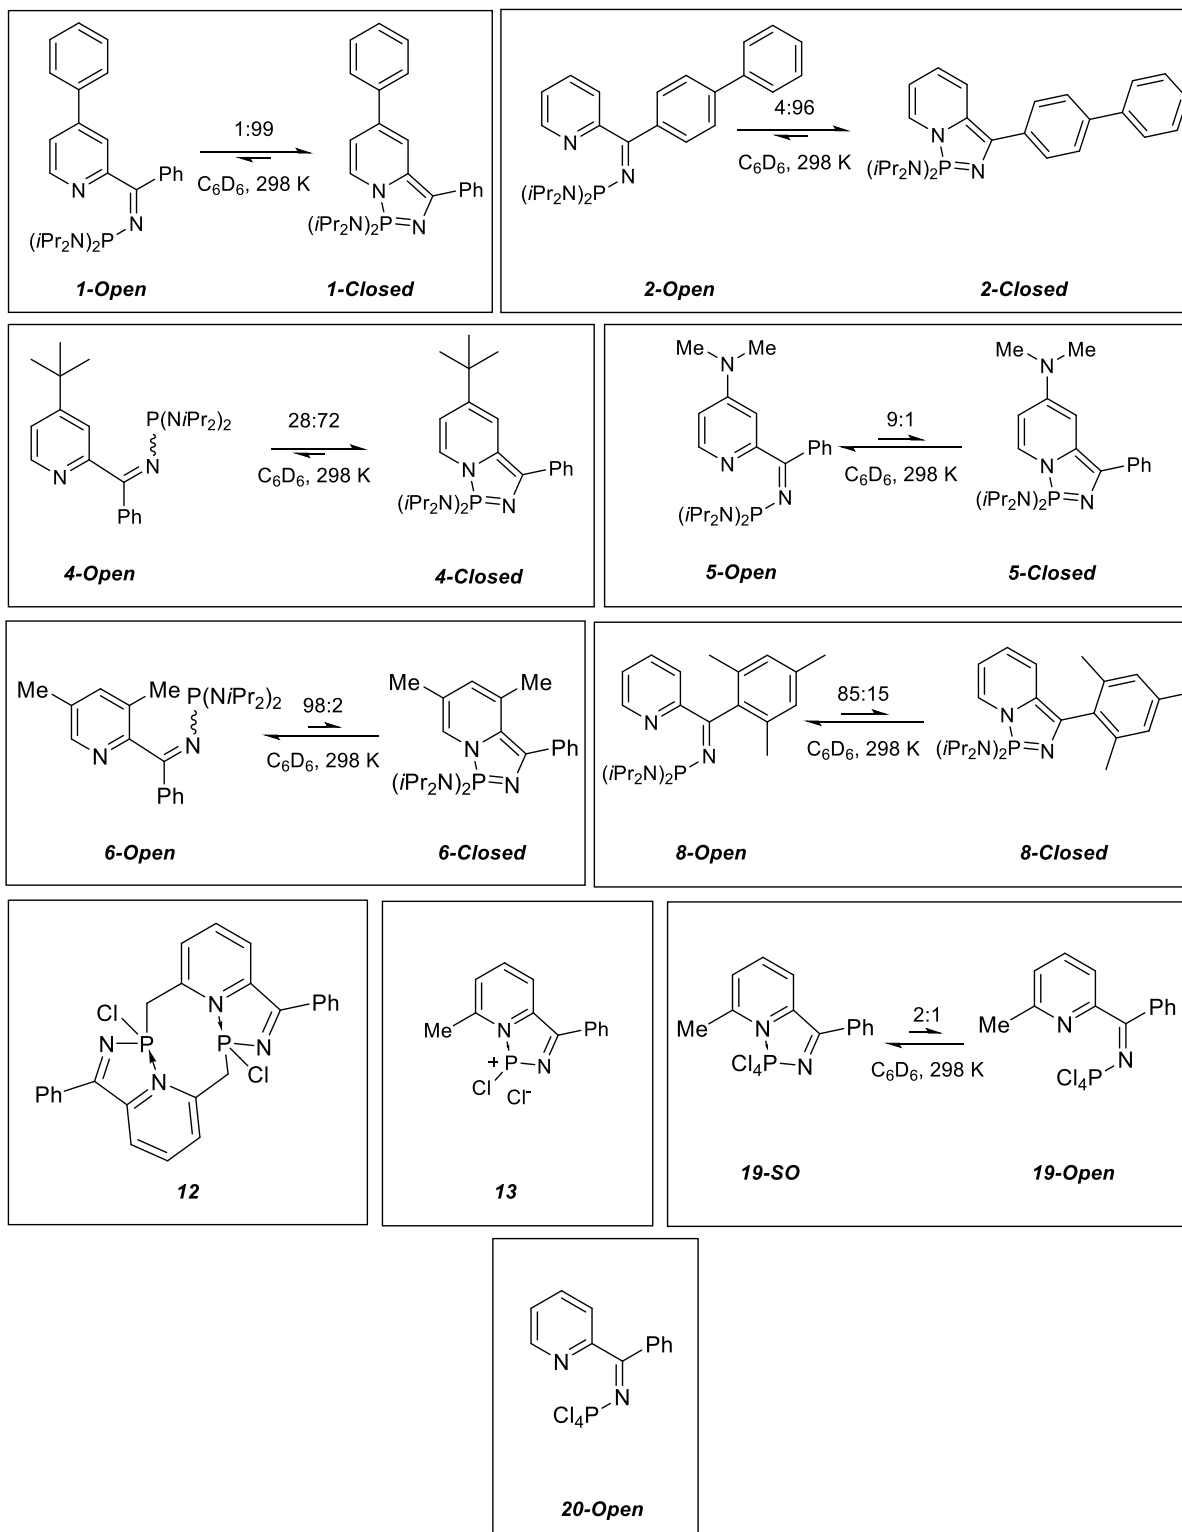 1:99
C6D6, 298 K
N
Ph
N
(iPr2N)2P
N
Ph
(iPr2N)2P=N
1-Open
1-Closed
4:96
C6D6, 298 K
N
N
(iPr2N)2P
N
(iPr2N)2P=N
2-Open
2-Closed
P(NiPr2)2
28:72
C6D6, 298 K
N
N
Ph
N
Ph
(iPr2N)2P=N
4-Open
4-Closed
Me
Me
N
9:1
C6D6, 298 K
N
Ph
N
(iPr2N)2P
Me
Me
N
N
Ph
(iPr2N)2P=N
5-Open
5-Closed
Me
Me
P(NiPr2)2
98:2
C6D6, 298 K
N
N
Ph
Me
Me
N
Ph
(iPr2N)2P=N
6-Open
6-Closed
85:15
C6D6, 298 K
N
N
(iPr2N)2P
N
(iPr2N)2P=N
8-Open
8-Closed
Cl
N
Ph
N
P
P
N
Cl
Ph
N
12
Me
N
Ph
+
P
N
Cl
Cl-
13
Me
N
Ph
Cl4P
N
2:1
C6D6, 298 K
Me
N
Ph
N
Cl4P
19-SO
19-Open
N
Ph
N
Cl4P
20-Open